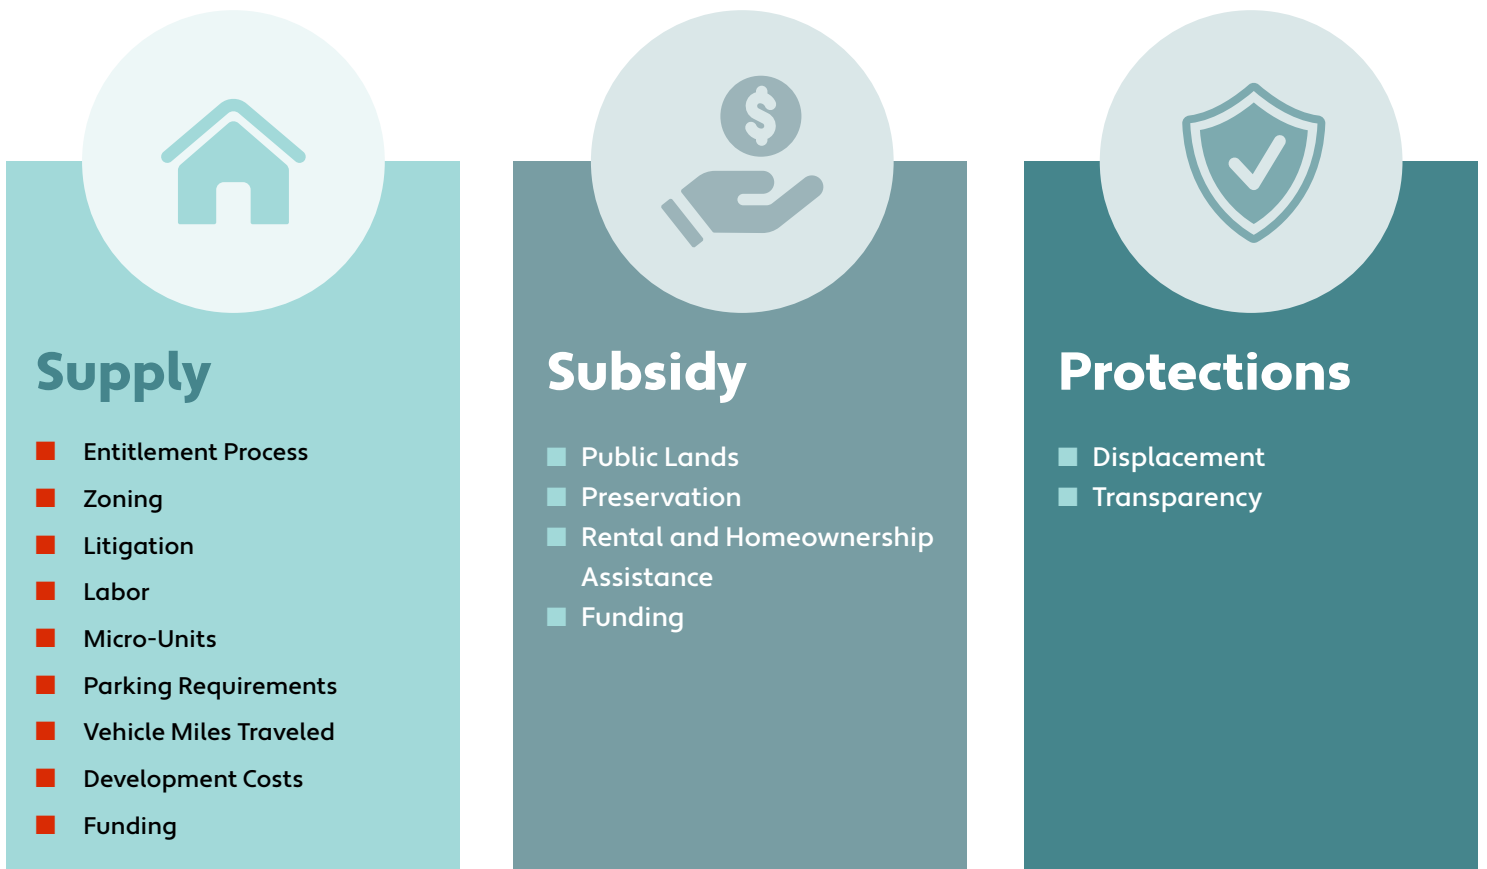 Supply
Entitlement Process
Zoning
Litigation
Labor
Micro-Units
Parking Requirements
Vehicle Miles Traveled
Development Costs
Funding
Subsidy
Public Lands
Preservation
Rental and Homeownership
Assistance
Funding
Protections
Displacement
Transparency